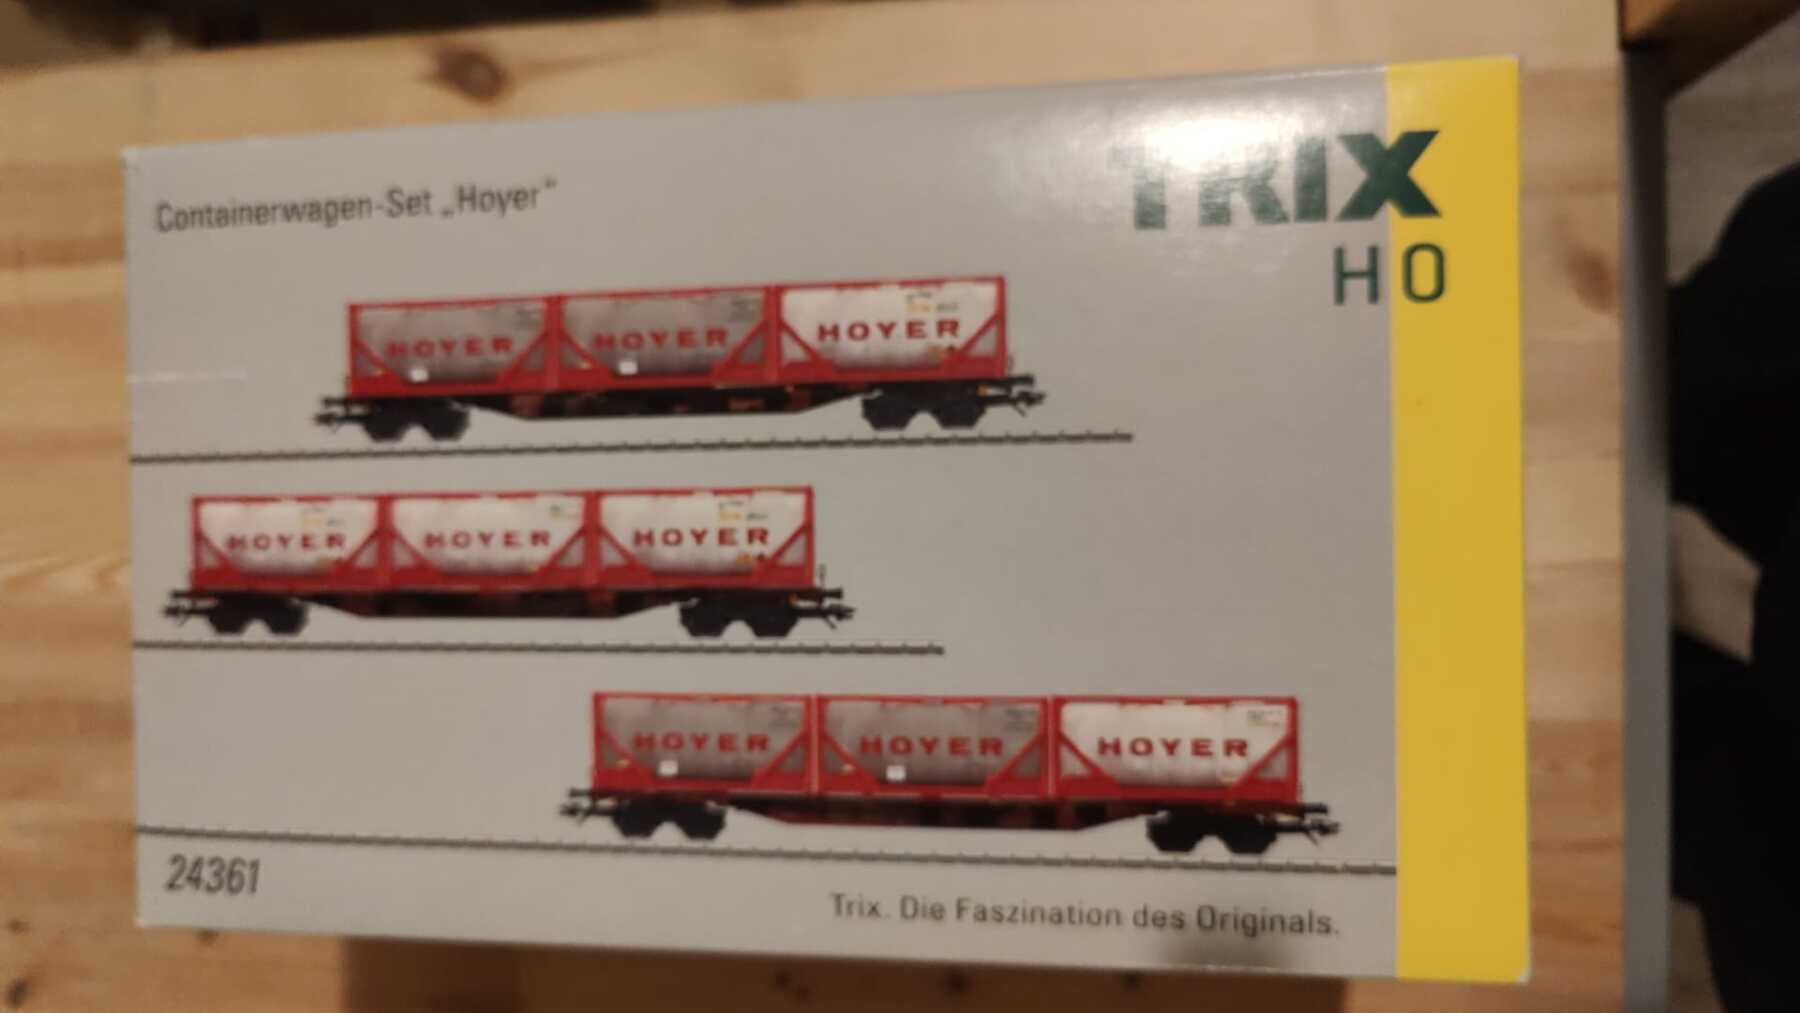 Containerwagen-Set „Hoyer"
TRIX
H0
HOYER HOYER HOYER
HOYER HOYER HOYER
HOYER HOYER HOYER
24361
Trix. Die Faszination des Originals.